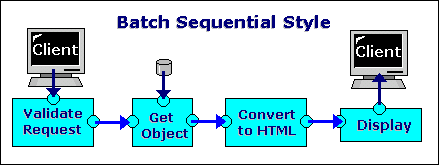 Batch Sequential Style
Client
Client
Validate
Request
Get
Object
Convert
to HTML
Display